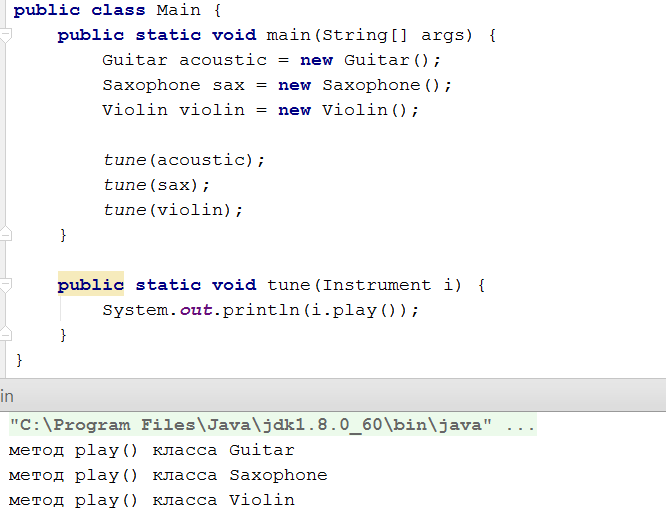 public class Main {
public static void main(String[] args) {
Guitar acoustic = new Guitar();
Saxophone sax = new Saxophone();
Violin violin = new Violin();
tune(acoustic);
tune(sax);
tune(violin);
}
public static void tune(Instrument i) {
System.out.println(i.play());
}
}
in
"C:\Program Files\Java\jdk1.8.0_60\bin\java" ...
метод play() класса Guitar
метод play() класса Saxophone
метод play() класса Violin